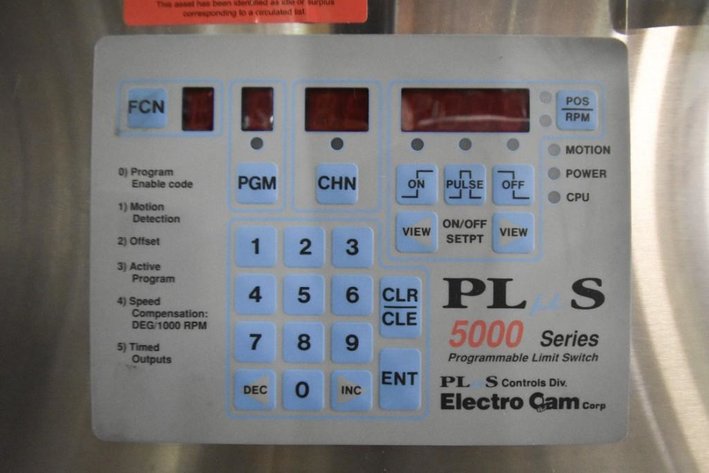 This asset has been identified as idle or surplus
corresponding to a circulated list.
FCN
POS
RPM
MOTION
POWER
CPU
PGM
CHN
ON
PULSE
OFF
VIEW
ON/OFF
SETPT
VIEW
0) Program
Enable code
1) Motion
Detection
2) Offset
3) Active
Program
4) Speed
Compensation:
DEG/1000 RPM
5) Timed
Outputs
1 2 3
4 5 6
7 8 9
DEC 0 INC
CLR
CLE
ENT
PLuS
5000 Series
Programmable Limit Switch
PLuS Controls Div.
Electro Cam Corp